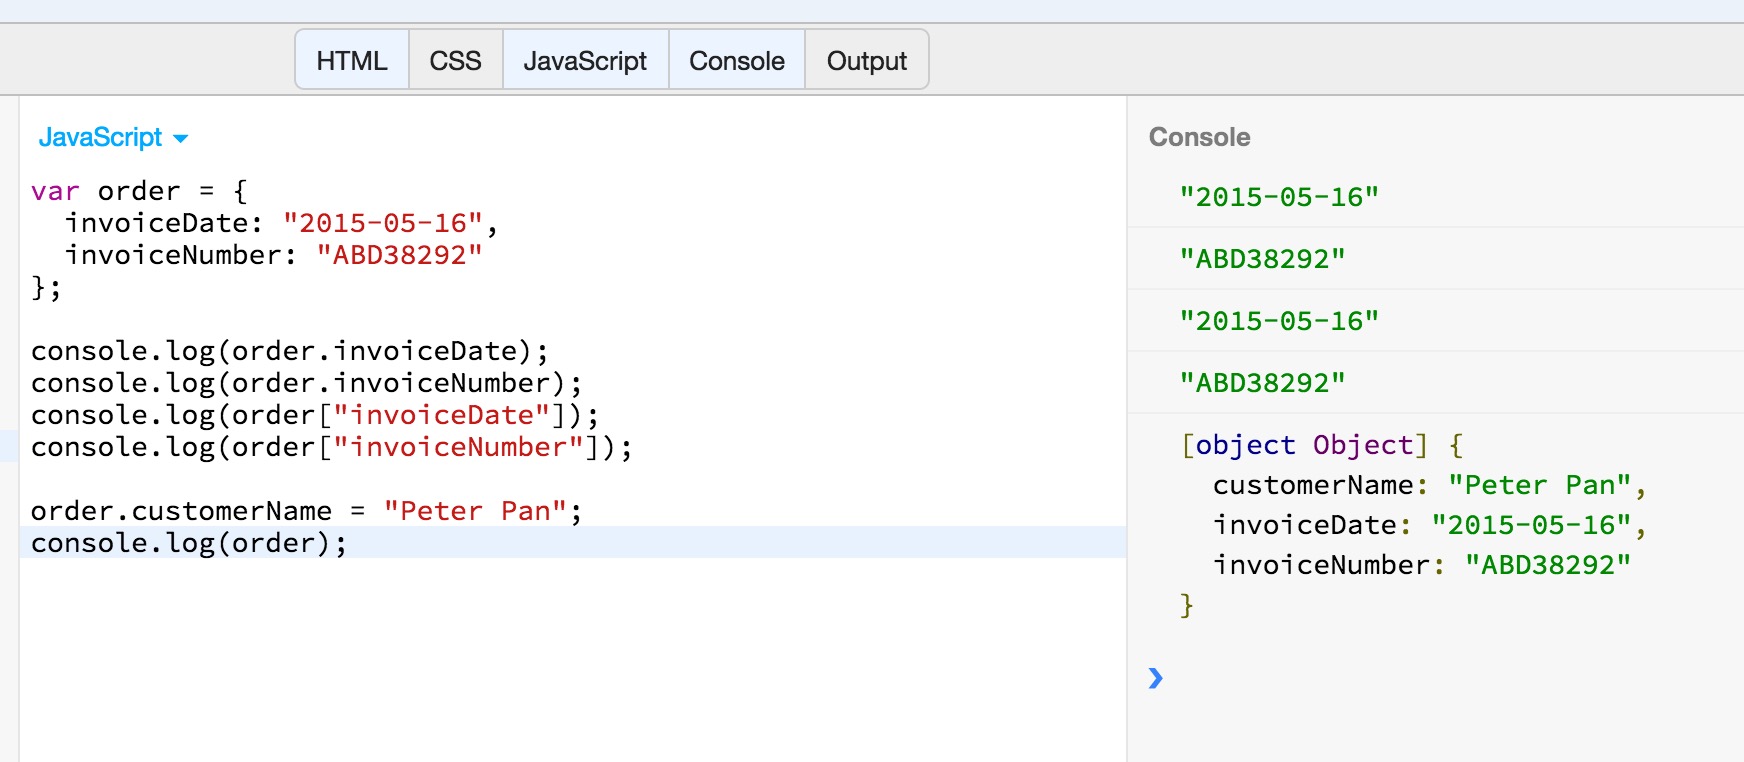 HTML CSS JavaScript Console Output
JavaScript
var order = {
  invoiceDate: "2015-05-16",
  invoiceNumber: "ABD38292"
};

console.log(order.invoiceDate);
console.log(order.invoiceNumber);
console.log(order["invoiceDate"]);
console.log(order["invoiceNumber"]);

order.customerName = "Peter Pan";
console.log(order);
Console
"2015-05-16"
"ABD38292"
"2015-05-16"
"ABD38292"
[object Object] {
  customerName: "Peter Pan",
  invoiceDate: "2015-05-16",
  invoiceNumber: "ABD38292"
}